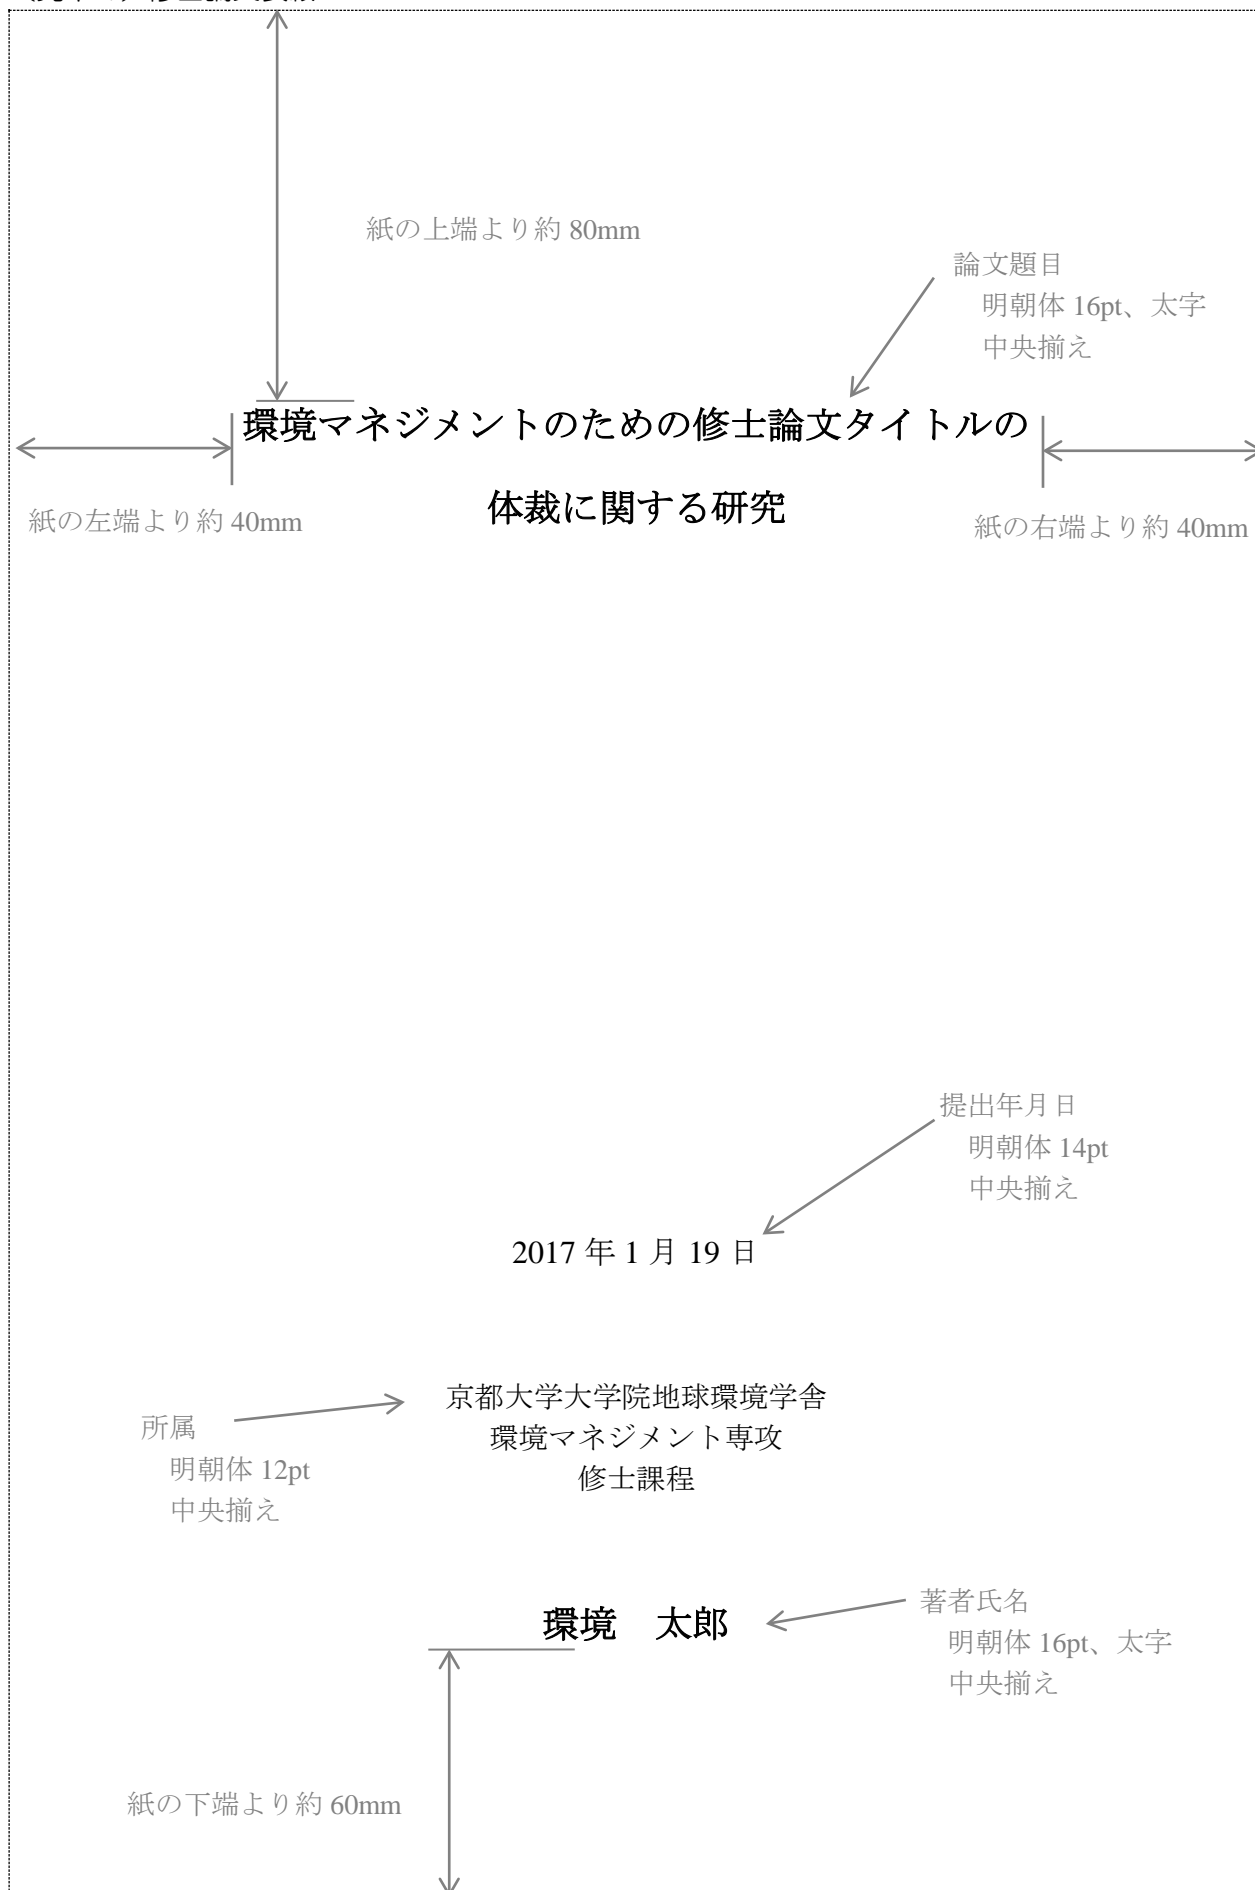 紙の上端より約 80mm
論文題目
明朝体 16pt、太字
中央揃え
環境マネジメントのための修士論文タイトルの
体裁に関する研究
紙の左端より約 40mm
紙の右端より約 40mm
提出年月日
明朝体 14pt
中央揃え
2017 年 1 月 19 日
京都大学大学院地球環境学舎
環境マネジメント専攻
修士課程
所属
明朝体 12pt
中央揃え
環境　太郎
著者氏名
明朝体 16pt、太字
中央揃え
紙の下端より約 60mm